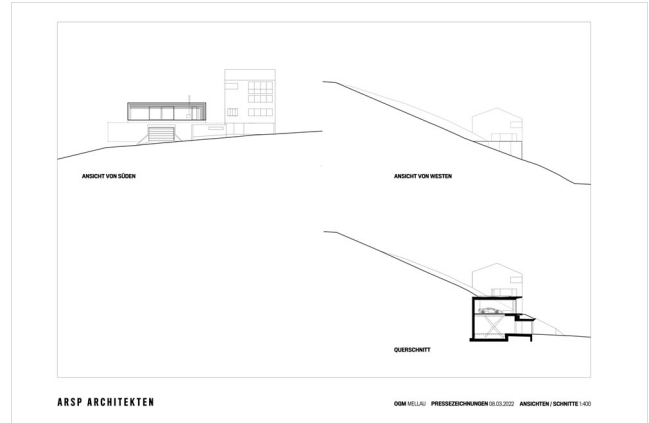 ANSICHT VON SÜDEN
ANSICHT VON WESTEN
QUERSCHNITT
ARSP ARCHITEKTEN
OGM MELLAU PRESSEZEICHNUNGEN 08.03.2022 ANSICHTEN / SCHNITTE 1:400